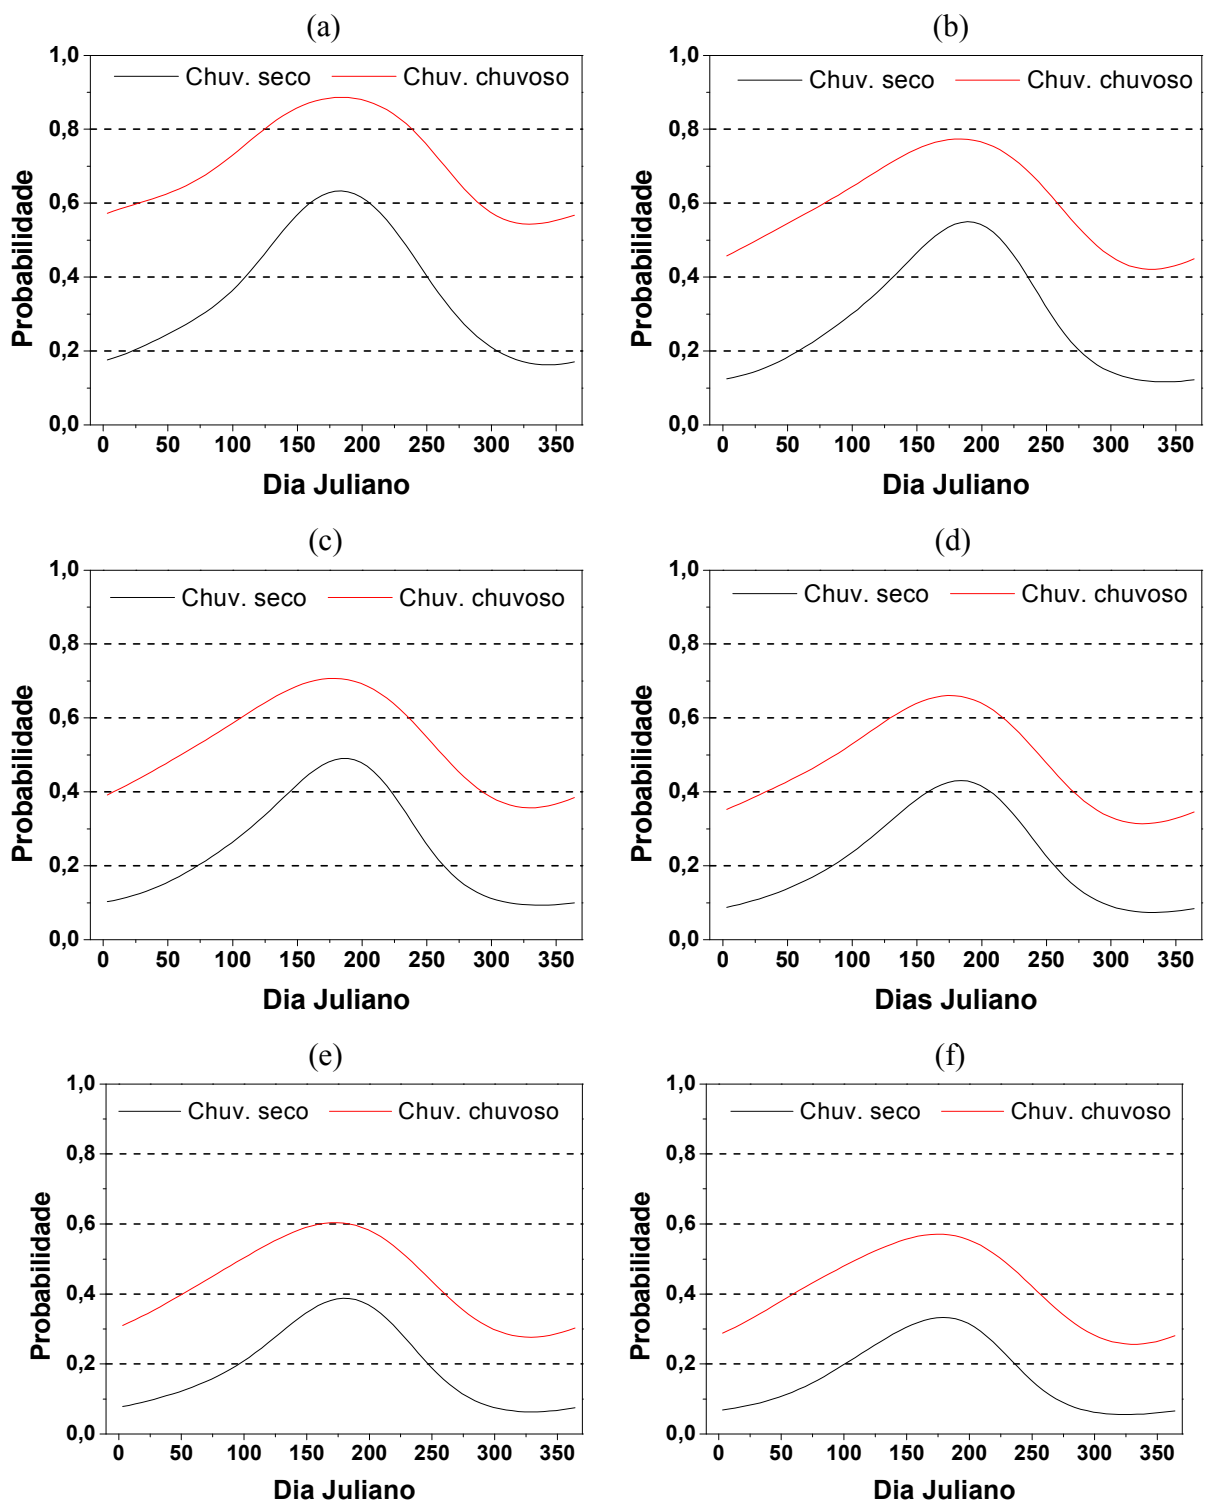 (a)
1,0
Chuv. seco Chuv. chuvoso
0,8
0,6
0,4
0,2
0,0
Probabilidade
0 50 100 150 200 250 300 350
Dia Juliano
(b)
1,0
Chuv. seco Chuv. chuvoso
0,8
0,6
0,4
0,2
0,0
Probabilidade
0 50 100 150 200 250 300 350
Dia Juliano
(c)
1,0
Chuv. seco Chuv. chuvoso
0,8
0,6
0,4
0,2
0,0
Probabilidade
0 50 100 150 200 250 300 350
Dia Juliano
(d)
1,0
Chuv. seco Chuv. chuvoso
0,8
0,6
0,4
0,2
0,0
Probabilidade
0 50 100 150 200 250 300 350
Dias Juliano
(e)
1,0
Chuv. seco Chuv. chuvoso
0,8
0,6
0,4
0,2
0,0
Probabilidade
0 50 100 150 200 250 300 350
Dia Juliano
(f)
1,0
Chuv. seco Chuv. chuvoso
0,8
0,6
0,4
0,2
0,0
Probabilidade
0 50 100 150 200 250 300 350
Dia Juliano